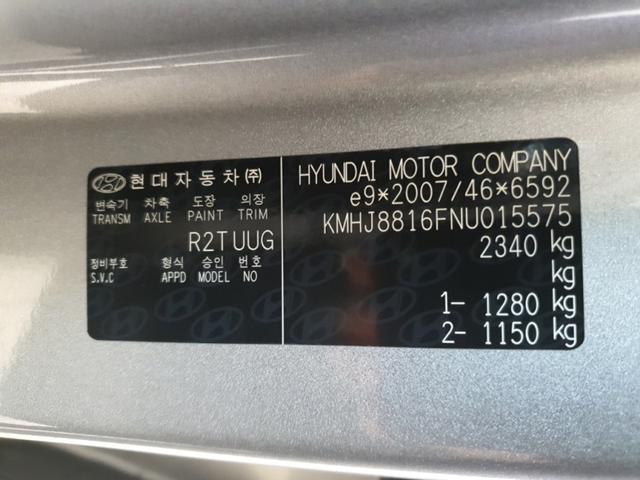 현대자동차(주)
변속기 차축 도장 의장
TRANSM AXLE PAINT TRIM
R2T UUG
정비부호 형식 승인 번호
S.V.C APPD MODEL NO
HYUNDAI MOTOR COMPANY
e9*2007/46*6592
KMHJ8816FNU015575
2340 kg
kg
1- 1280 kg
2- 1150 kg